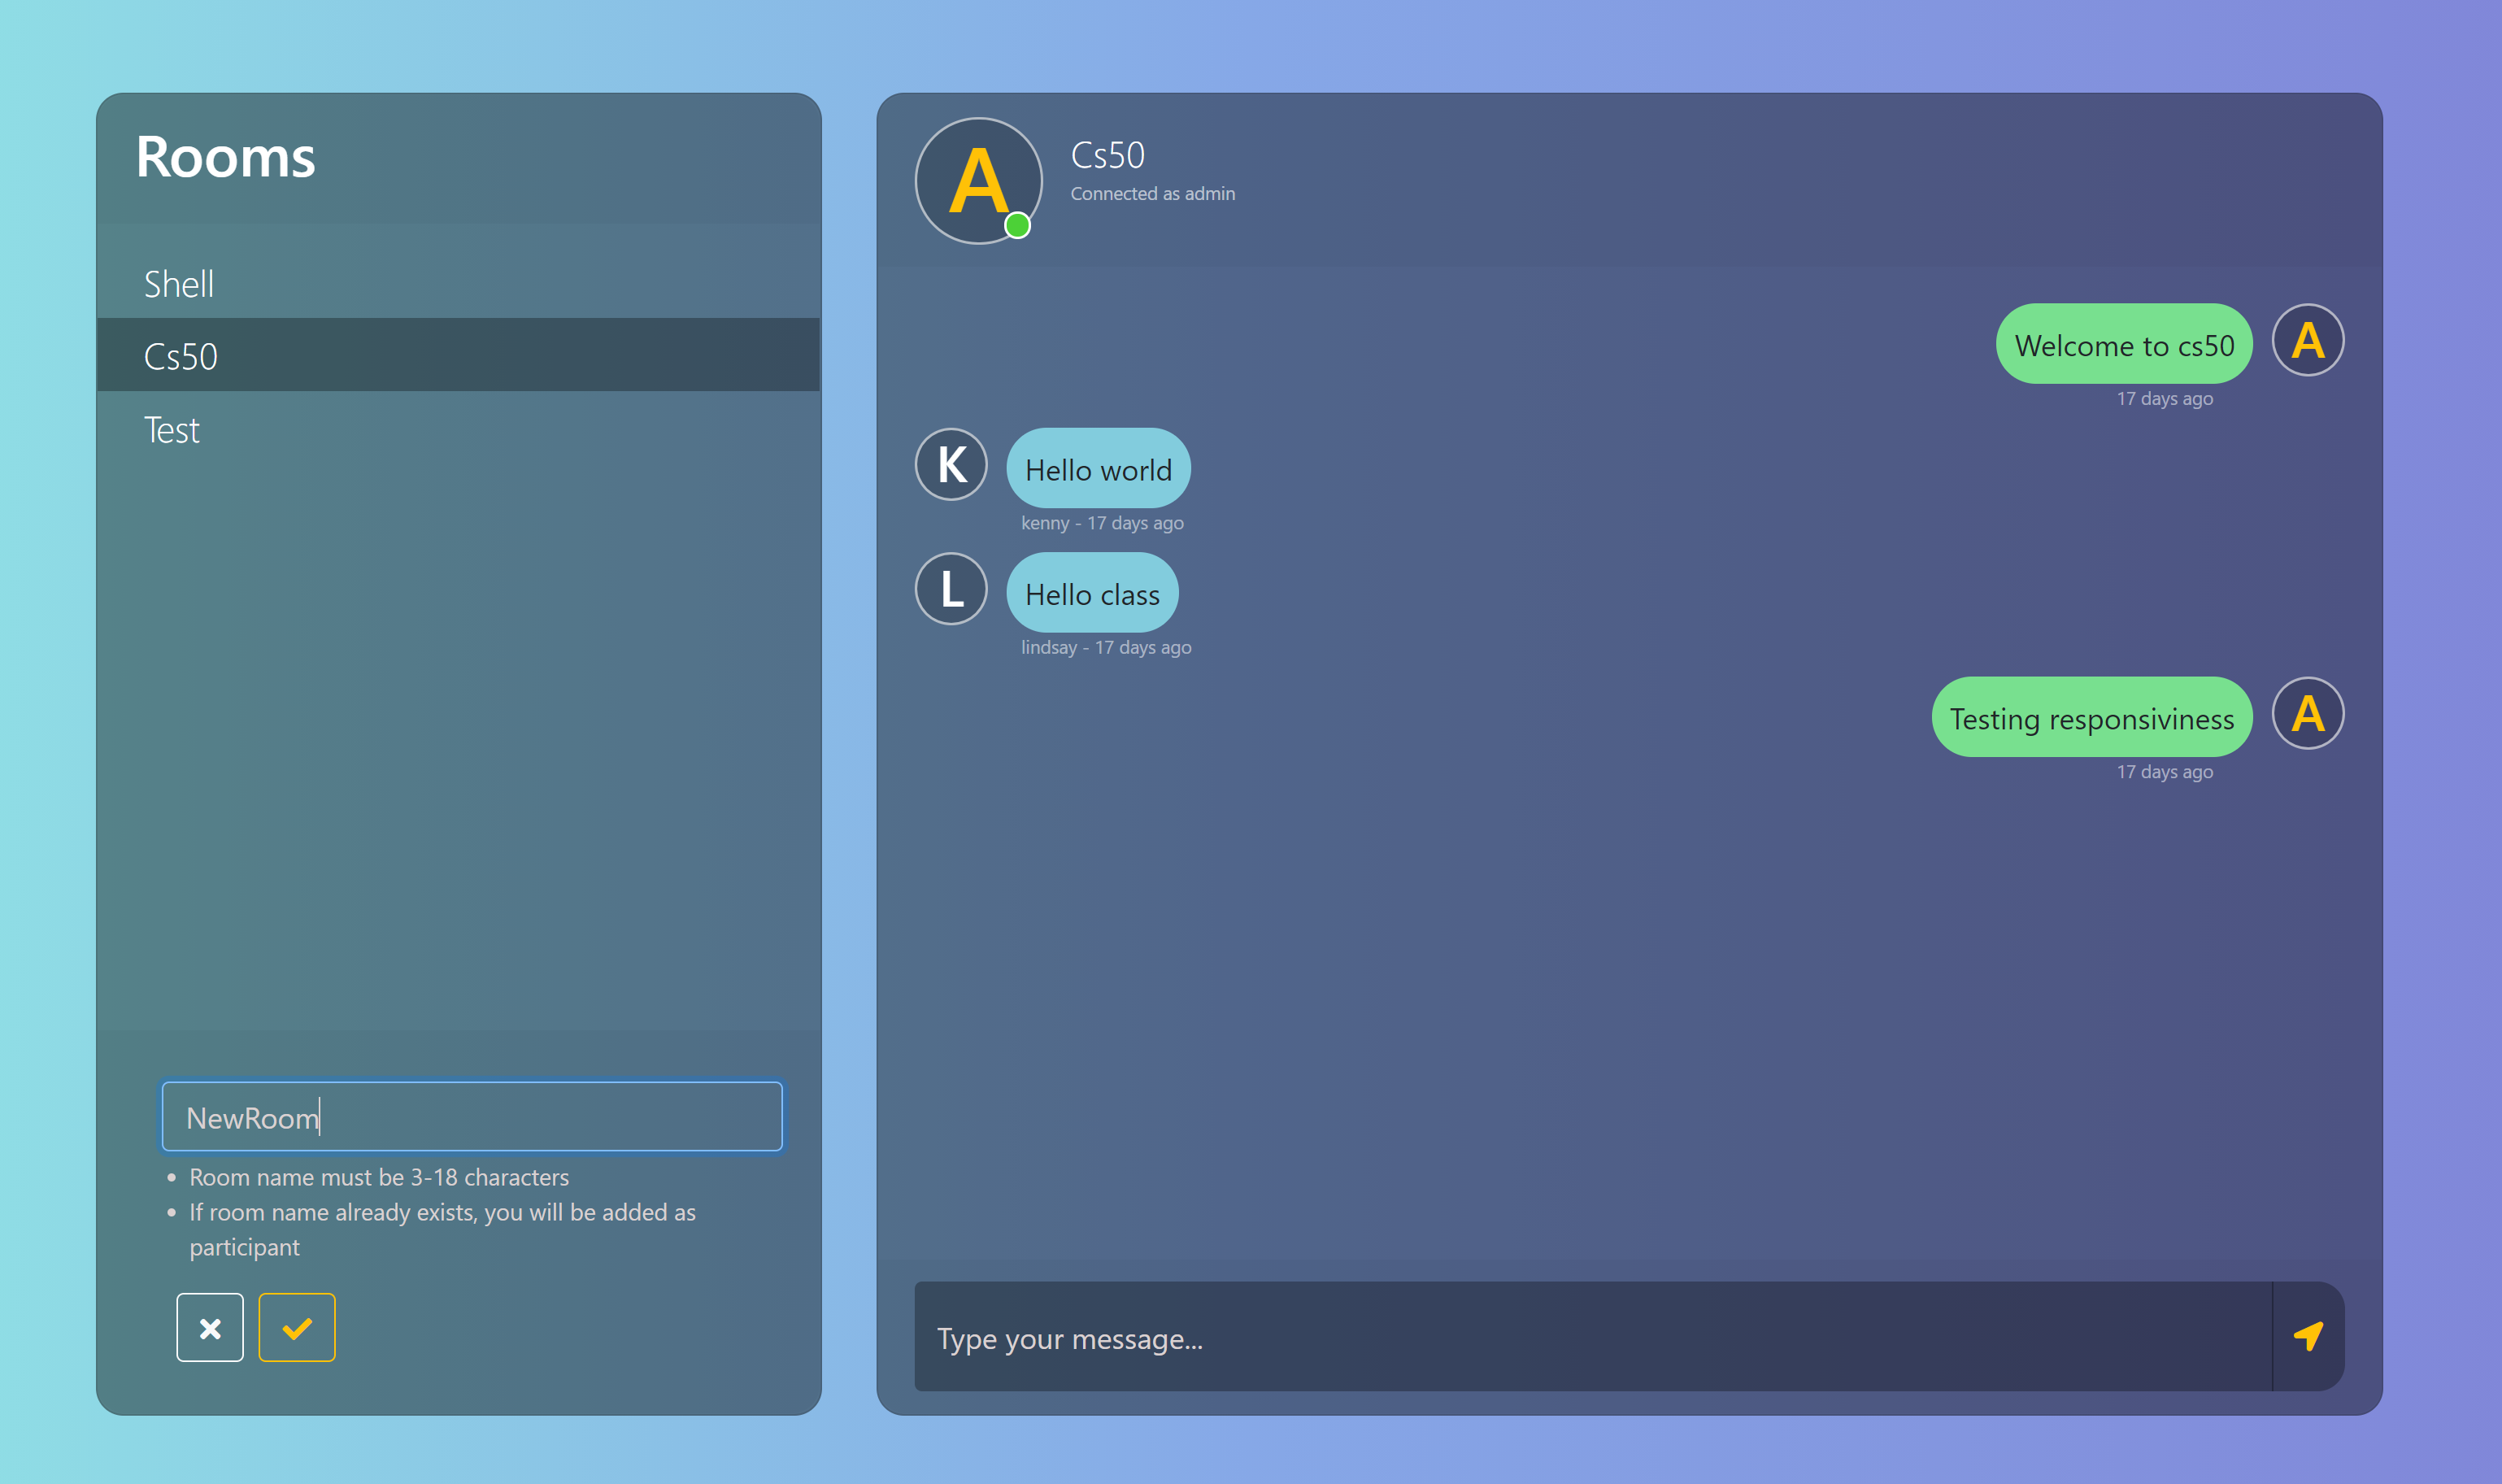 Rooms
Shell
Cs50
Test
NewRoom
Room name must be 3-18 characters
If room name already exists, you will be added as
participant
A
Cs50
Connected as admin
Welcome to cs50
A
17 days ago
K
Hello world
kenny - 17 days ago
L
Hello class
lindsay - 17 days ago
Testing responsiviness
A
17 days ago
Type your message...